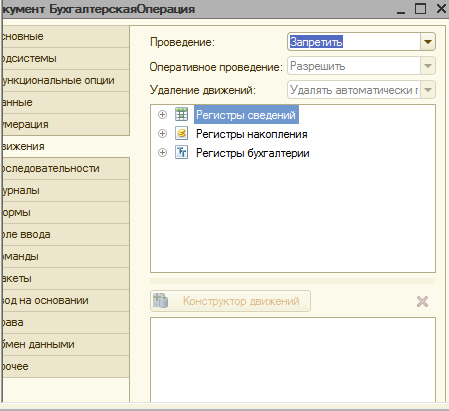 кумент БухгалтерскаяОперация
сновные
одсистемы
ункциональные опции
анные
умерация
вижения
оследовательности
урналы
ормы
оле ввода
оманды
акеты
вод на основании
рава
бмен данными
рочее
Проведение: Запретить
Оперативное проведение: Разрешить
Удаление движений: Удалять автоматически
Регистры сведений
Регистры накопления
Регистры бухгалтерии
Конструктор движений